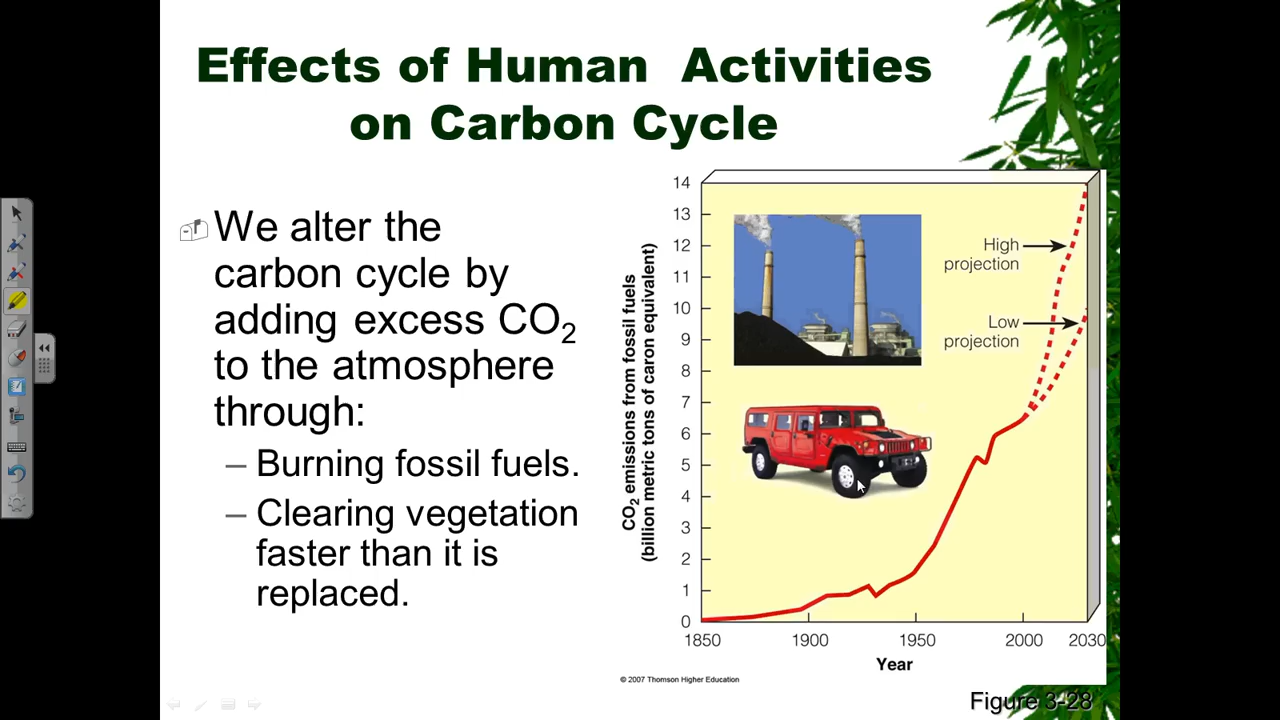 Effects of Human Activities
on Carbon Cycle
We alter the
carbon cycle by
adding excess CO2
to the atmosphere
through:
– Burning fossil fuels.
– Clearing vegetation
faster than it is
replaced.
CO2 emissions from fossil fuels
(billion metric tons of caron equivalent)
14
13
12
11
10
9
8
7
6
5
4
3
2
1
0
High
projection
Low
projection
1850
1900
1950
2000
2030
Year
© 2007 Thomson Higher Education
Figure 3-28